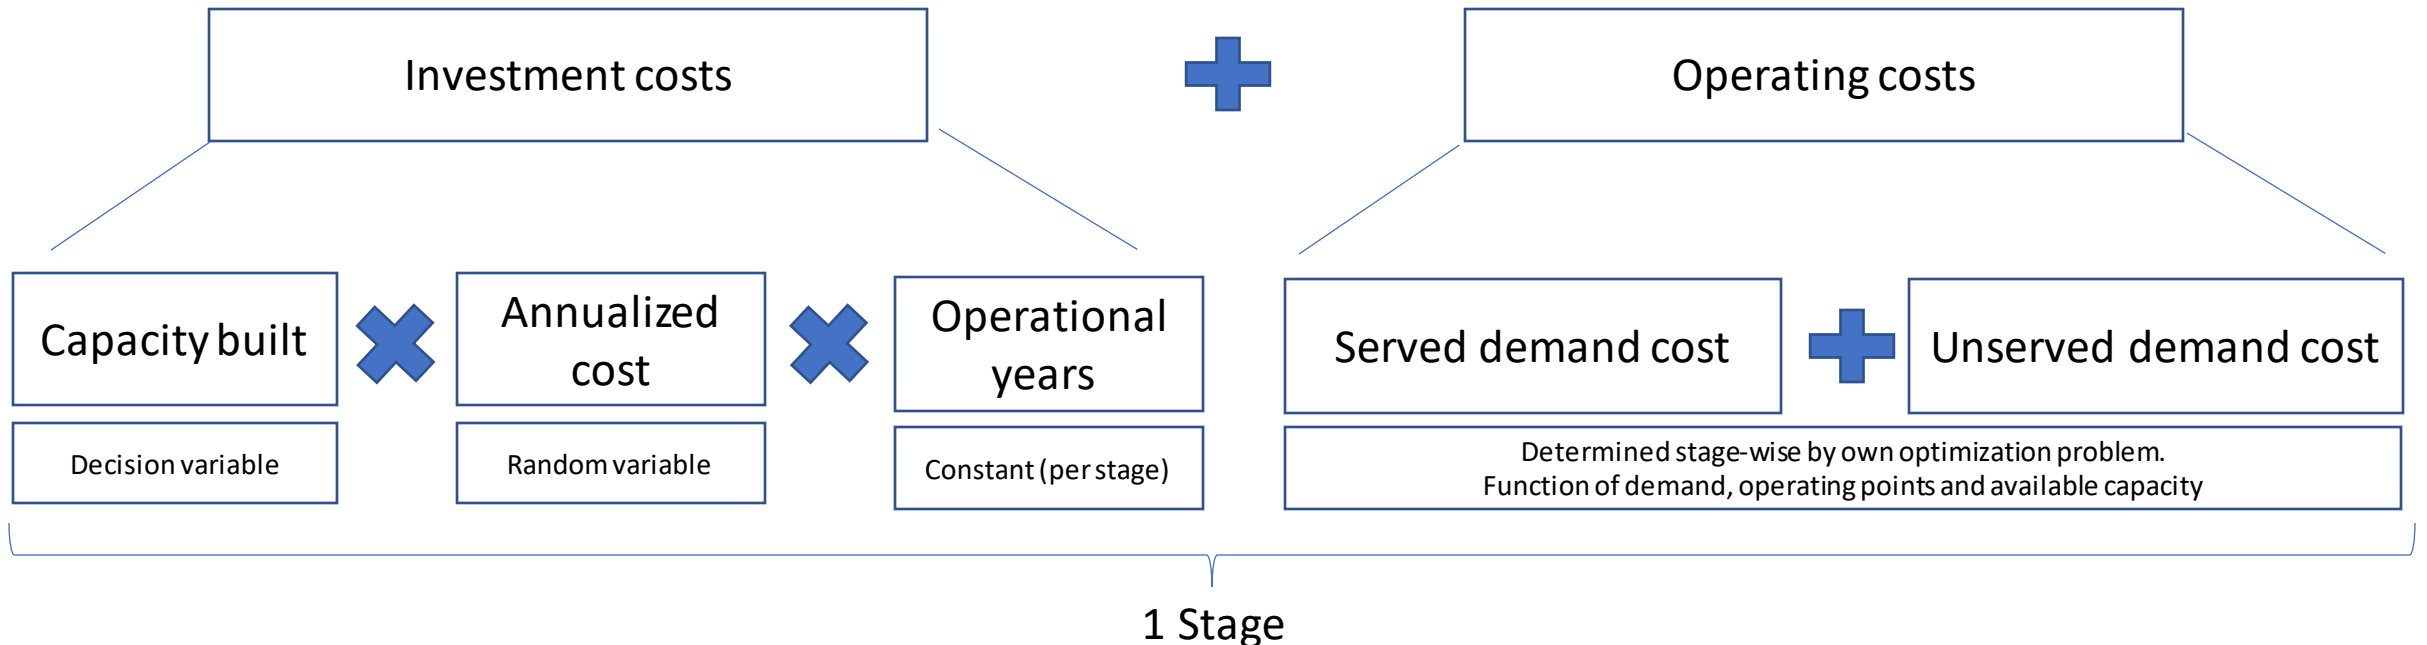 Investment costs
Operating costs
Capacity built
Annualized
cost
Operational
years
Served demand cost
Unserved demand cost
Decision variable
Random variable
Constant (per stage)
Determined stage-wise by own optimization problem.
Function of demand, operating points and available capacity
1 Stage